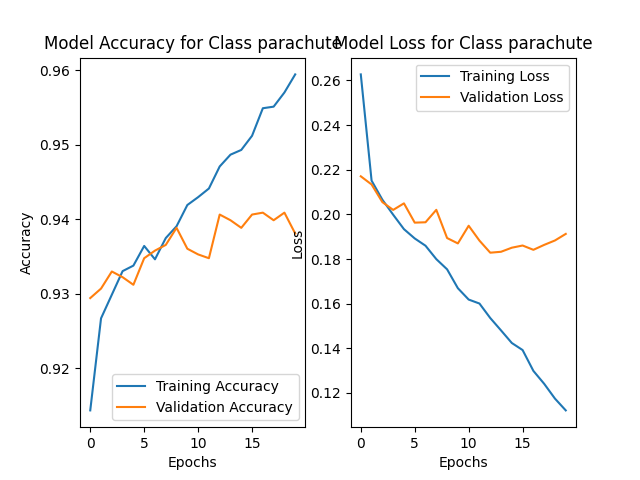 Model Accuracy for Class parachute
Model Loss for Class parachute
0.96
0.95
0.94
0.93
0.92
Accuracy
Training Accuracy
Validation Accuracy
0 5 10 15
Epochs
0.26
0.24
0.22
0.20
0.18
0.16
0.14
0.12
Loss
Training Loss
Validation Loss
0 5 10 15
Epochs